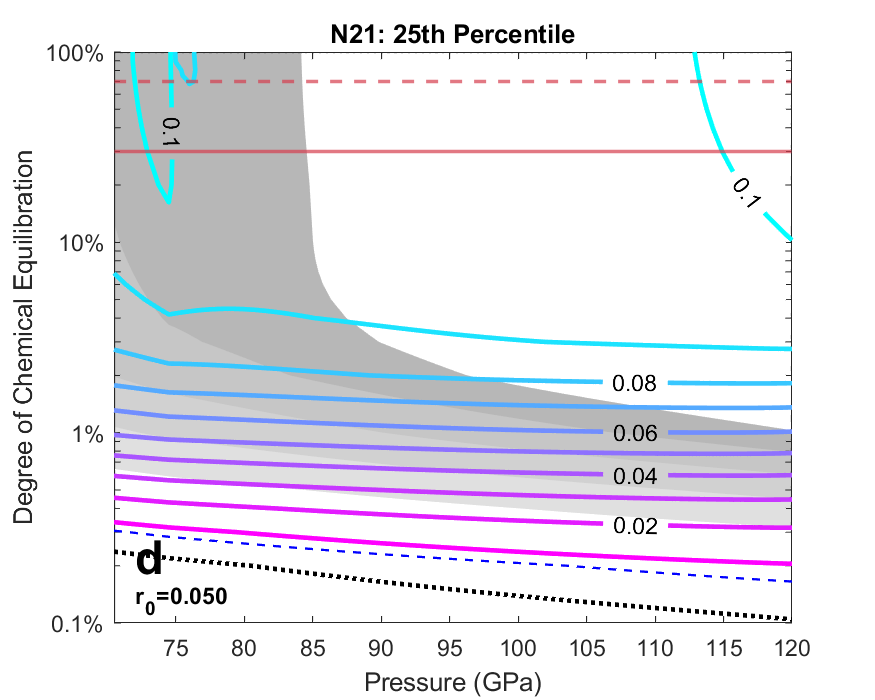 N21: 25th Percentile
100%
10%
1%
0.1%
Degree of Chemical Equilibration
0.1
0.1
0.08
0.06
0.04
0.02
d
r0=0.050
75 80 85 90 95 100 105 110 115 120
Pressure (GPa)